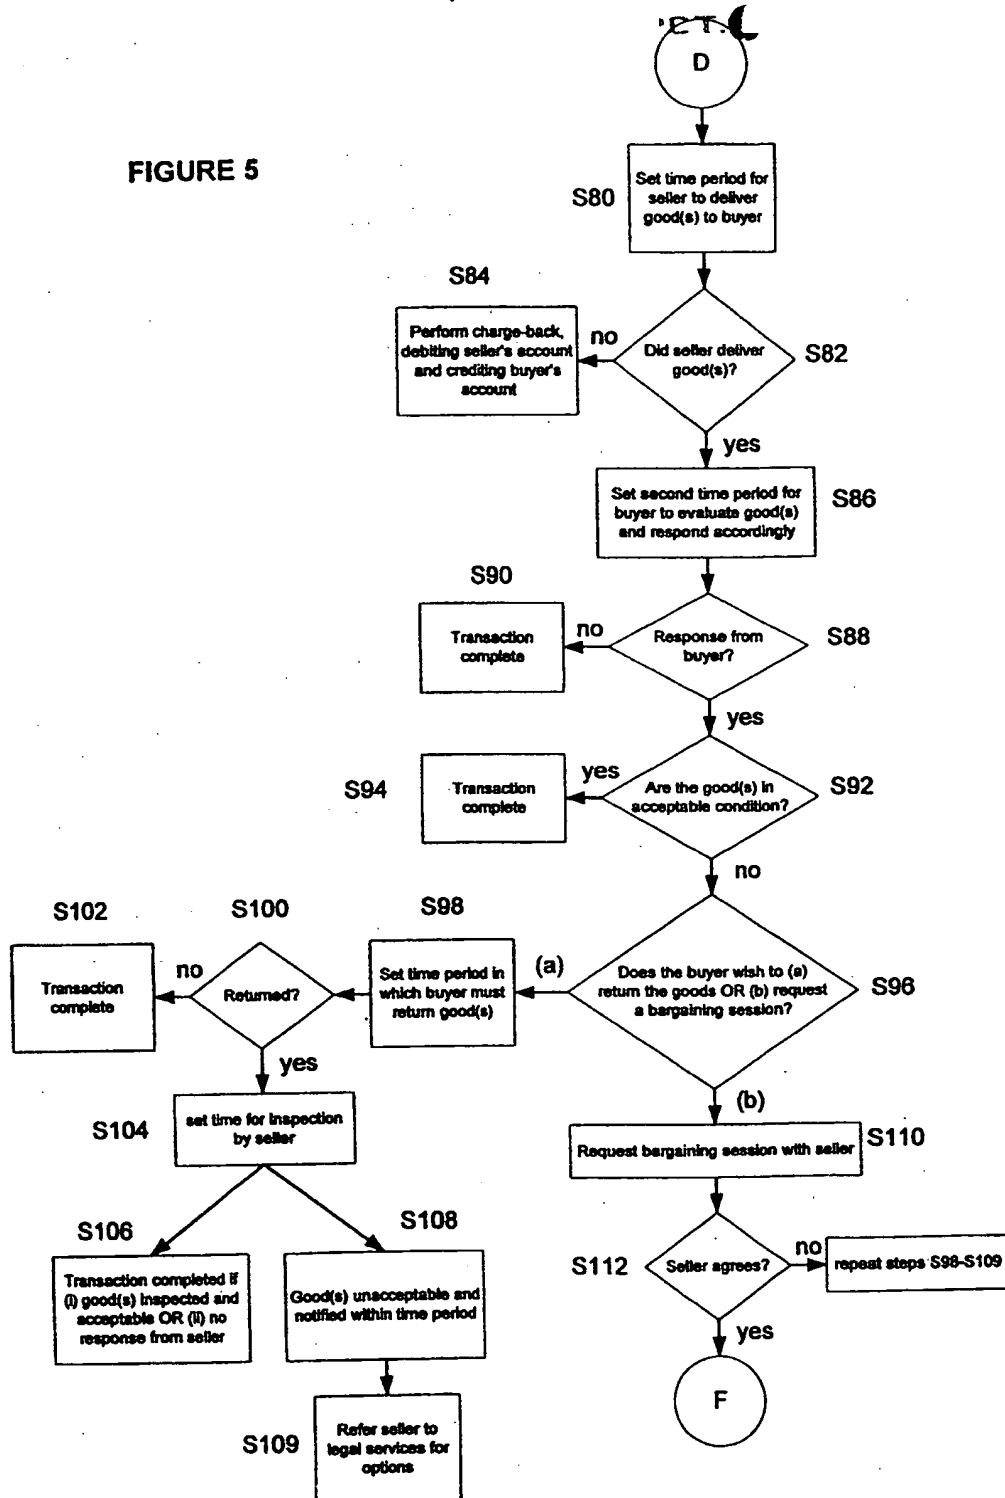 D
FIGURE 5
S80
Set time period for
seller to deliver
good(s) to buyer
S84
Perform charge-back,
debiting seller's account
and crediting buyer's
account
no
Did seller deliver
good(s)?
S82
yes
Set second time period for
buyer to evaluate good(s)
and respond accordingly
S86
S90
Transaction
complete
no
Response from
buyer?
S88
yes
S94
Transaction
complete
yes
Are the good(s) in
acceptable condition?
S92
no
S102
S100
S98
Transaction
complete
no
Returned?
Set time period in
which buyer must
return good(s)
(a)
Does the buyer wish to (a)
return the goods OR (b) request
a bargaining session?
S96
yes
(b)
S104
set time for inspection
by seller
Request bargaining session with seller
S110
S106
S108
Transaction completed if
(i) good(s) inspected and
acceptable OR (ii) no
response from seller
Good(s) unacceptable and
notified within time period
S112
Seller agrees?
no
repeat steps S98-S109
yes
F
S109
Refer seller to
legal services for
options